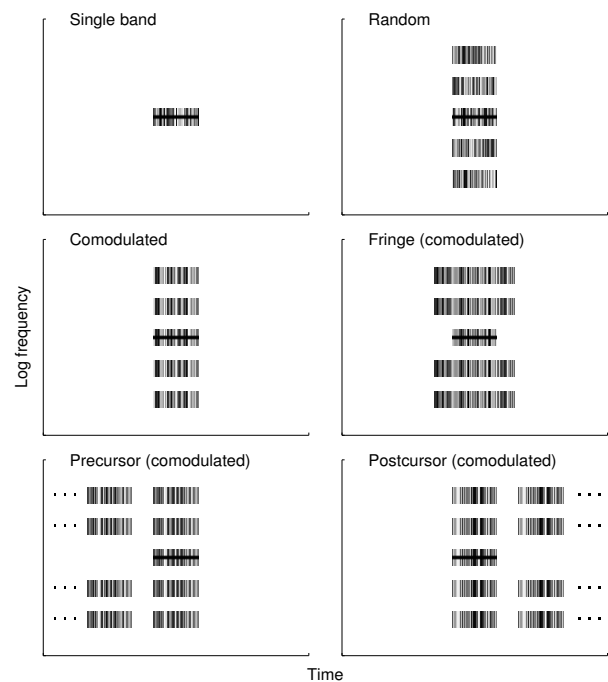 Single band
Random
Comodulated
Fringe (comodulated)
Log frequency
Precursor (comodulated)
Postcursor (comodulated)
Time